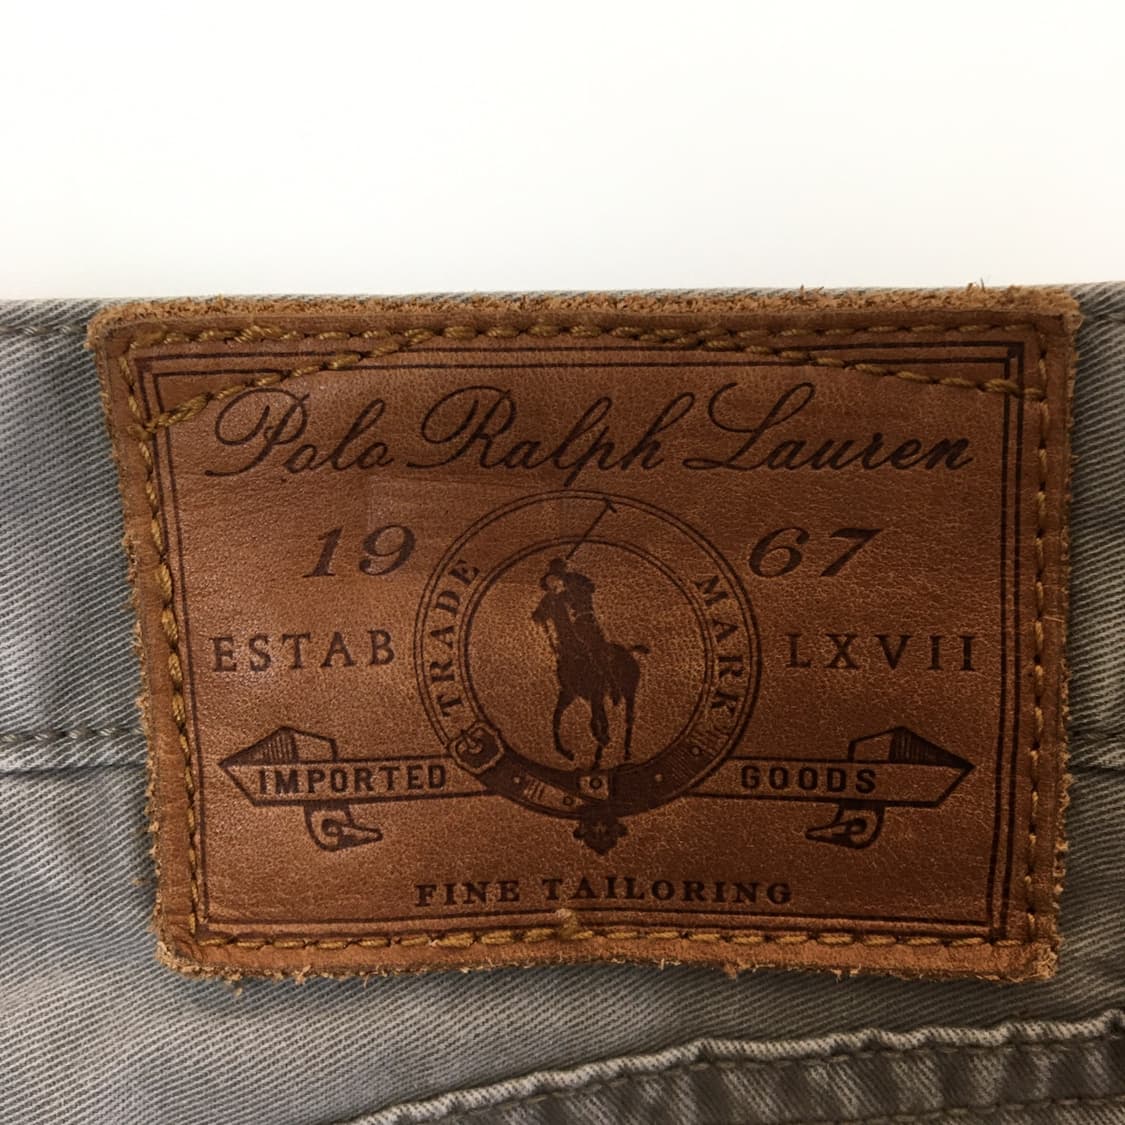 Polo Ralph Lauren
19 67
TRADE MARK
ESTAB LXVII
IMPORTED GOODS
FINE TAILORING